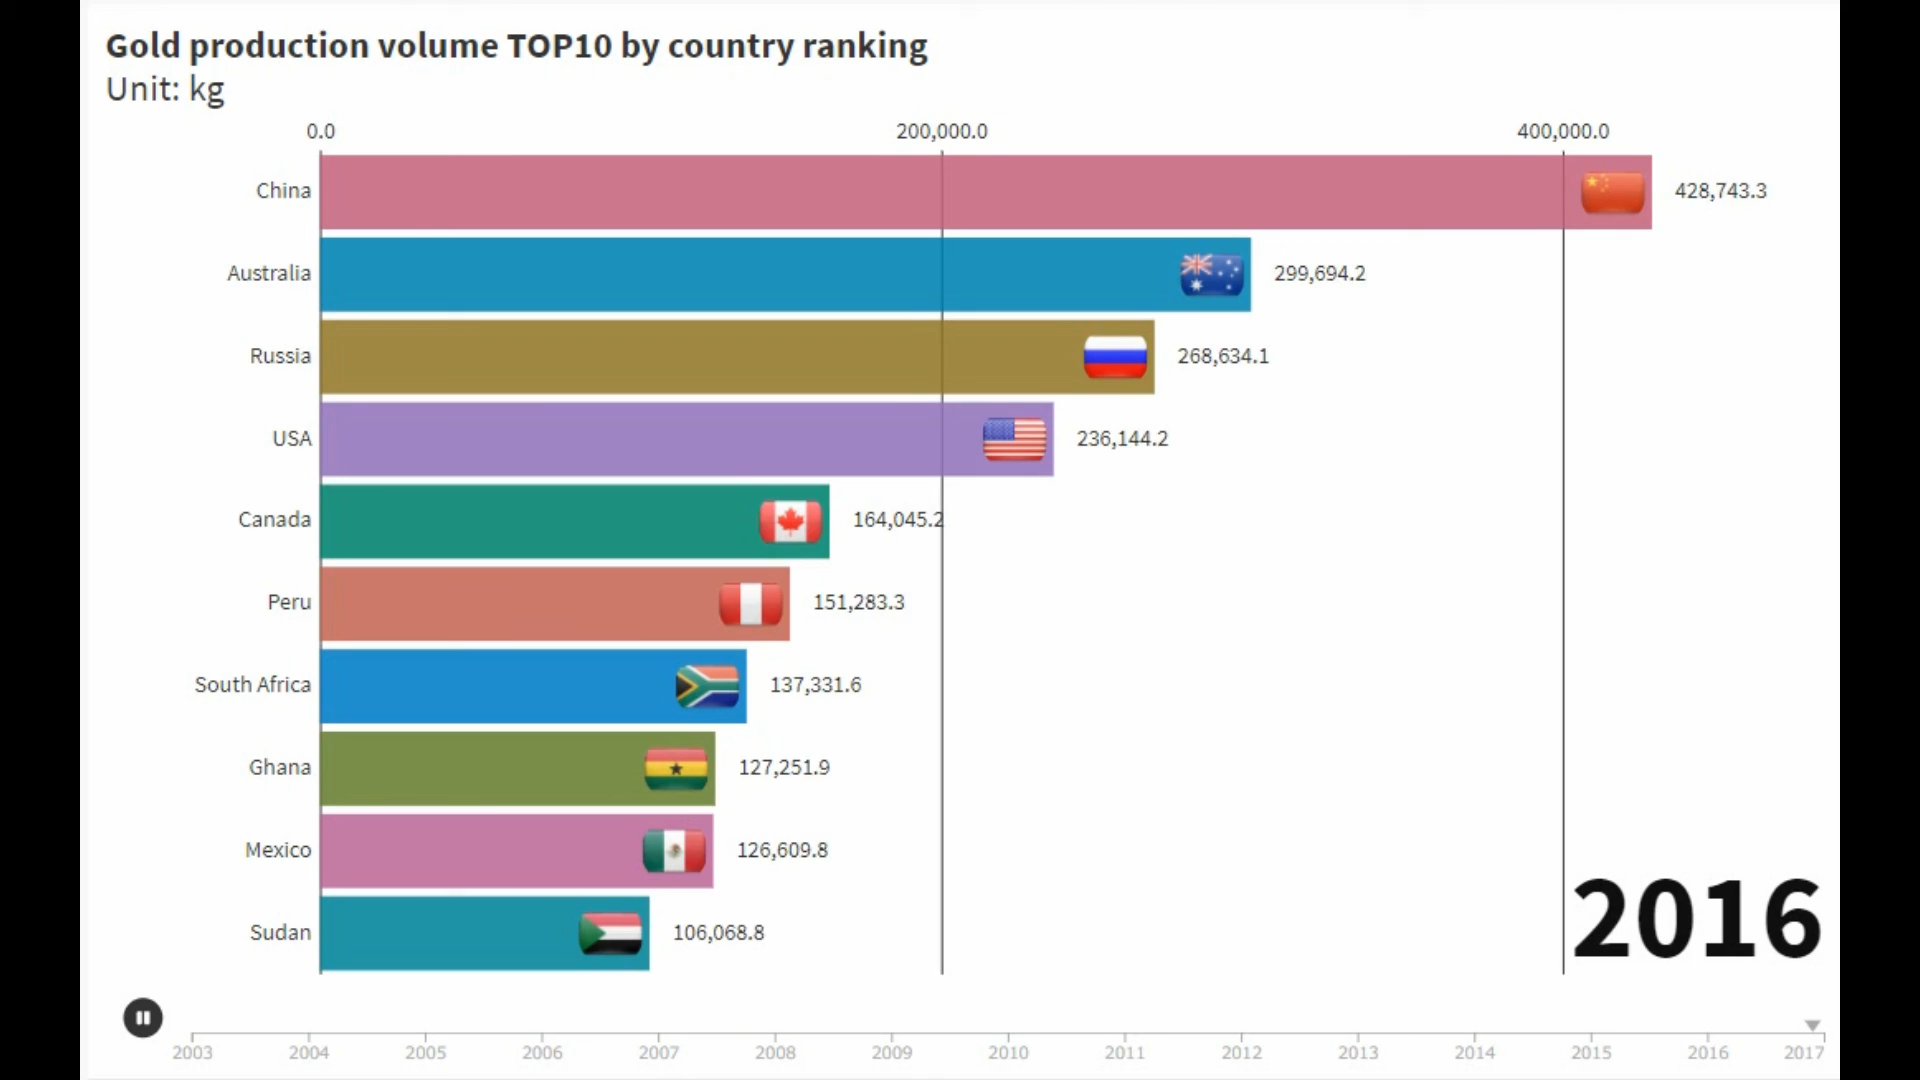 Gold production volume TOP10 by country ranking
Unit: kg
0.0 200,000.0 400,000.0
China 428,743.3
Australia 299,694.2
Russia 268,634.1
USA 236,144.2
Canada 164,045.2
Peru 151,283.3
South Africa 137,331.6
Ghana 127,251.9
Mexico 126,609.8
Sudan 106,068.8
2016
2003 2004 2005 2006 2007 2008 2009 2010 2011 2012 2013 2014 2015 2016 2017